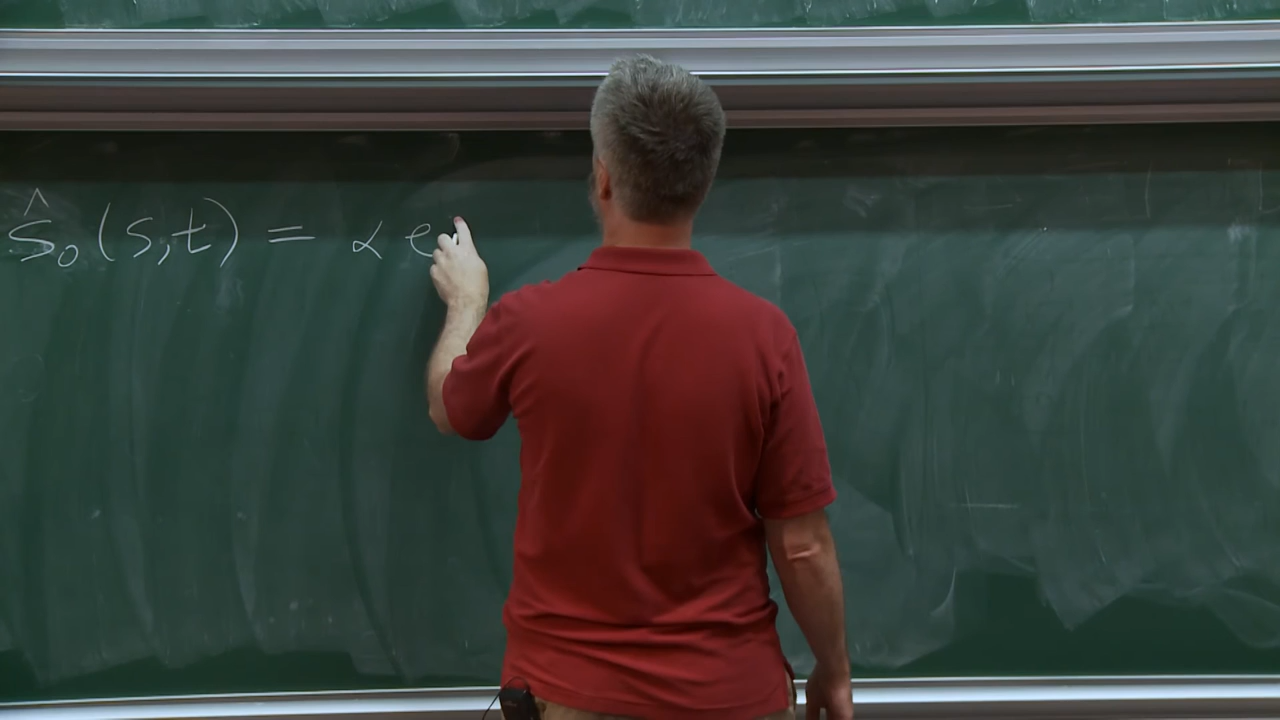 Ŝ₀(s,t) = α e